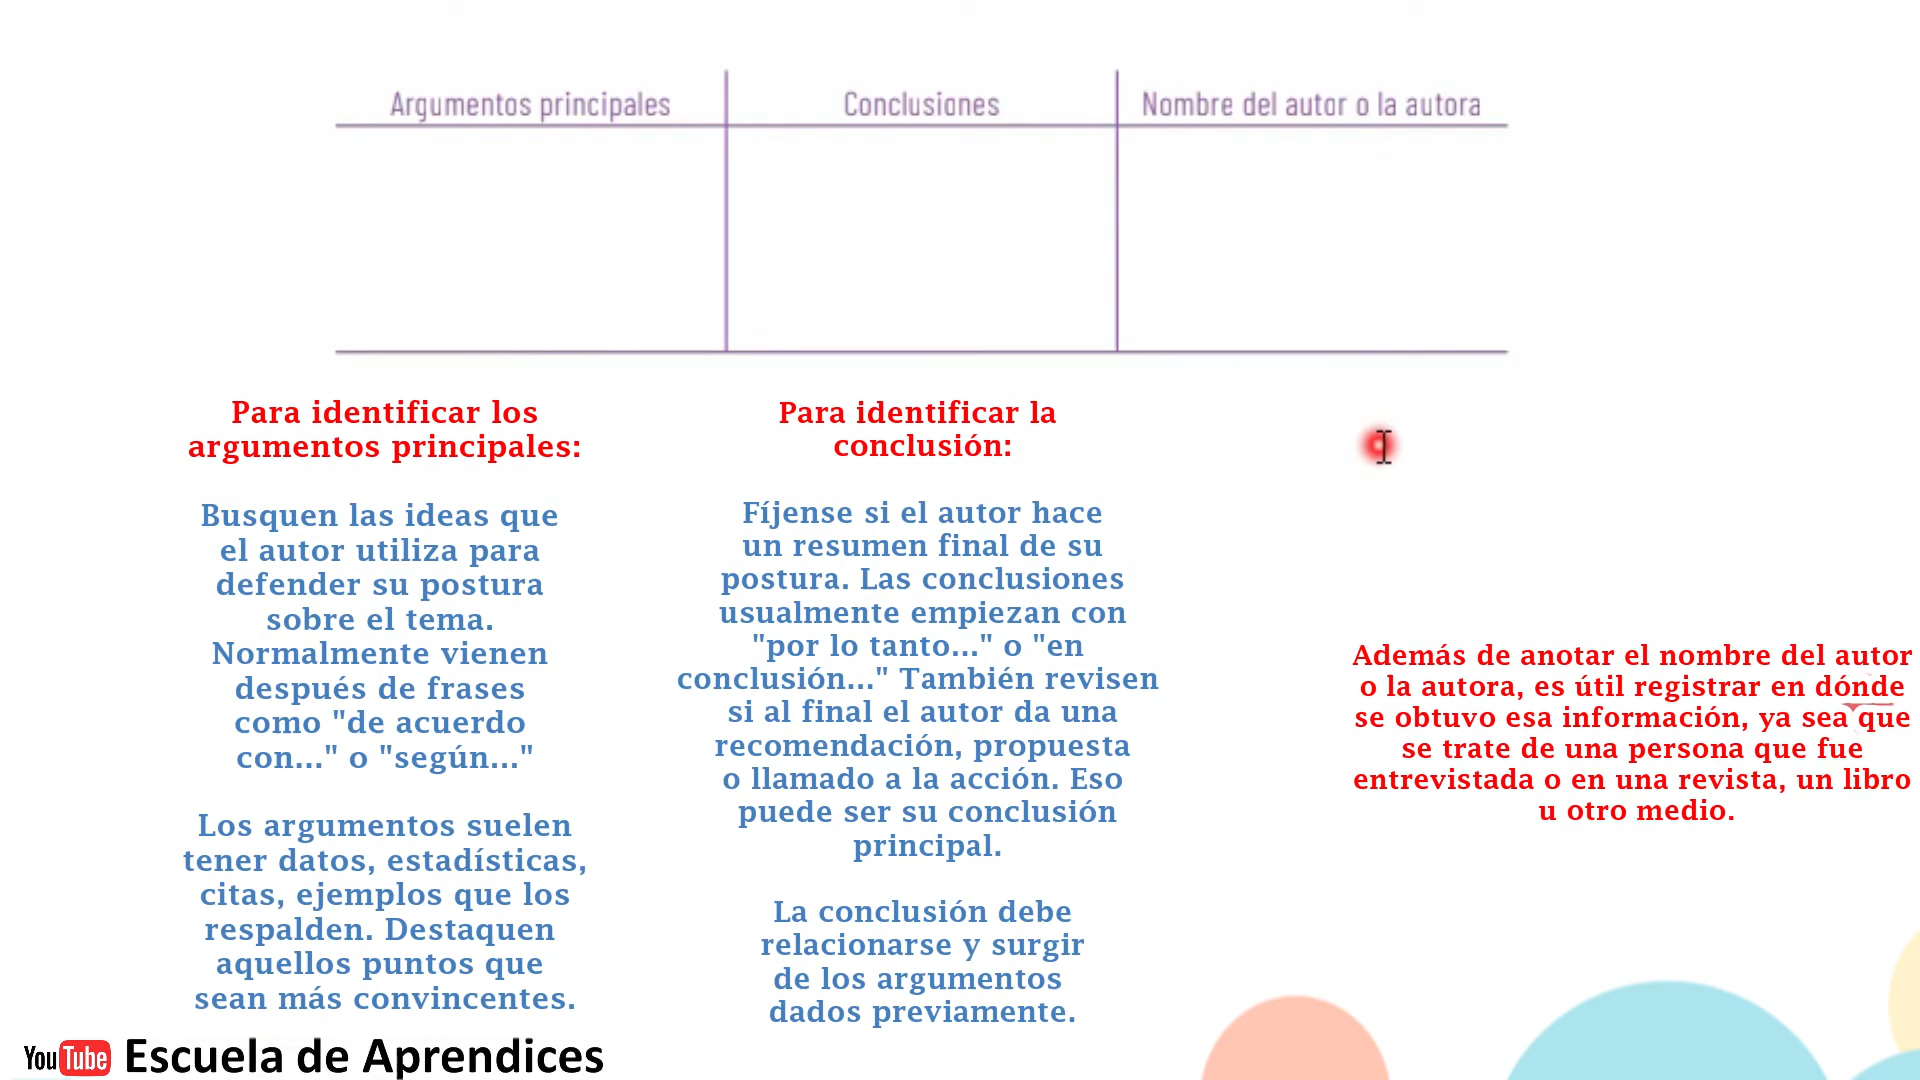 Argumentos principales
Conclusiones
Nombre del autor o la autora
Para identificar los
argumentos principales:
Busquen las ideas que
el autor utiliza para
defender su postura
sobre el tema.
Normalmente vienen
después de frases
como "de acuerdo
con..." o "según..."
Los argumentos suelen
tener datos, estadísticas,
citas, ejemplos que los
respalden. Destaquen
aquellos puntos que
sean más convincentes.
Para identificar la
conclusión:
Fíjense si el autor hace
un resumen final de su
postura. Las conclusiones
usualmente empiezan con
"por lo tanto..." o "en
conclusión..." También revisen
si al final el autor da una
recomendación, propuesta
o llamado a la acción. Eso
puede ser su conclusión
principal.
La conclusión debe
relacionarse y surgir
de los argumentos
dados previamente.
Además de anotar el nombre del autor
o la autora, es útil registrar en dónde
se obtuvo esa información, ya sea que
se trate de una persona que fue
entrevistada o en una revista, un libro
u otro medio.
YouTube Escuela de Aprendices